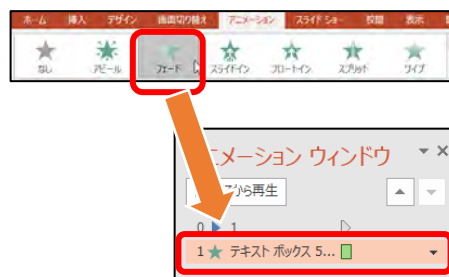 ホーム 挿入 デザイン 画面切り替え アニメーション スライド ショー 校閲 表示
なし アピール フェード スライドイン フロートイン スプリット ワイプ
ニメーション ウィンドウ
から再生
0 1
1 テキスト ボックス 5...